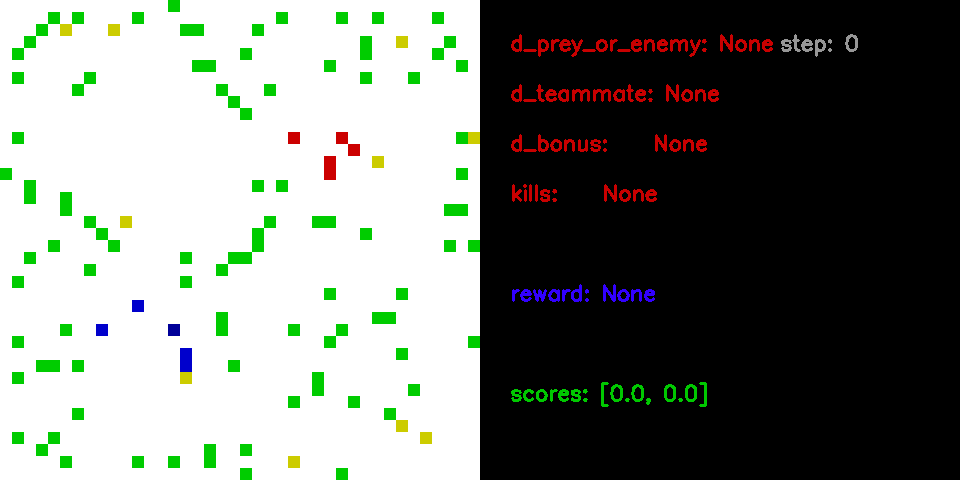 d_prey_or_enemy: None step: 0
d_teammate: None
d_bonus: None
kills: None
reward: None
scores: [0.0, 0.0]